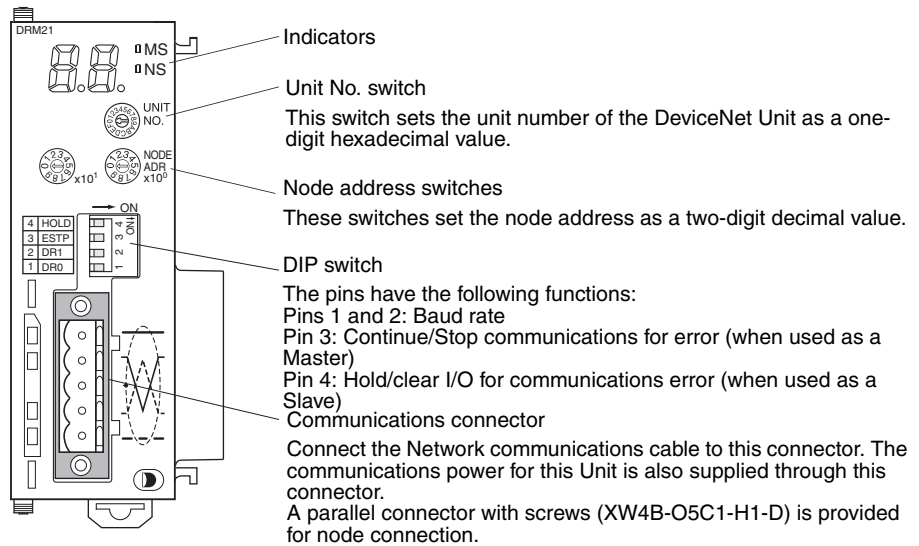 DRM21
MS
NS
UNIT
NO.
NODE
ADR
x10¹
x10⁰
ON
4 HOLD
3 ESTP
2 DR1
1 DR0
4
3
2
1
ON
Indicators
Unit No. switch
This switch sets the unit number of the DeviceNet Unit as a one-
digit hexadecimal value.
Node address switches
These switches set the node address as a two-digit decimal value.
DIP switch
The pins have the following functions:
Pins 1 and 2: Baud rate
Pin 3: Continue/Stop communications for error (when used as a
Master)
Pin 4: Hold/clear I/O for communications error (when used as a
Slave)
Communications connector
Connect the Network communications cable to this connector. The
communications power for this Unit is also supplied through this
connector.
A parallel connector with screws (XW4B-O5C1-H1-D) is provided
for node connection.